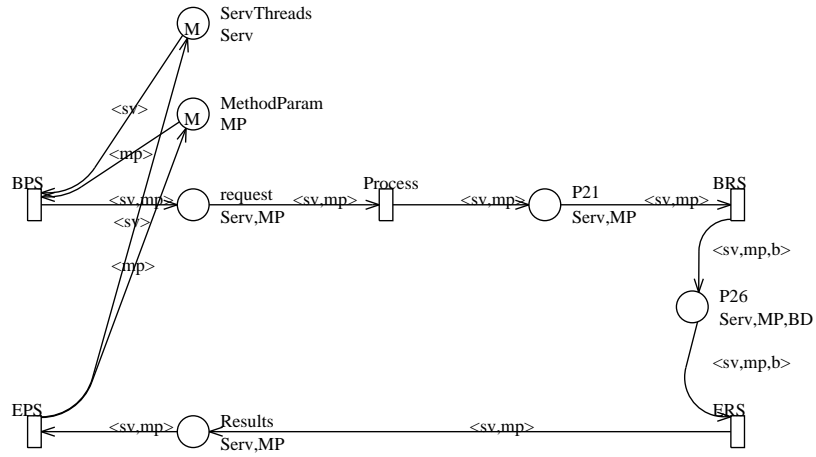 ServThreads
M
Serv
<sv>
MethodParam
M
MP
<mp>
BPS
<sv,mp>
request
Serv,MP
<sv,mp>
Process
<sv,mp>
P21
Serv,MP
<sv,mp>
BRS
<sv>
<mp>
<sv,mp,b>
P26
Serv,MP,BD
<sv,mp,b>
EPS
<sv,mp>
Results
Serv,MP
<sv,mp>
ERS